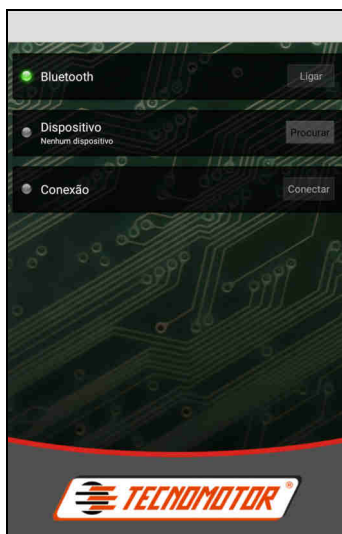 Bluetooth
Ligar
Dispositivo
Nenhum dispositivo
Procurar
Conexão
Conectar
TECNOMOTOR®